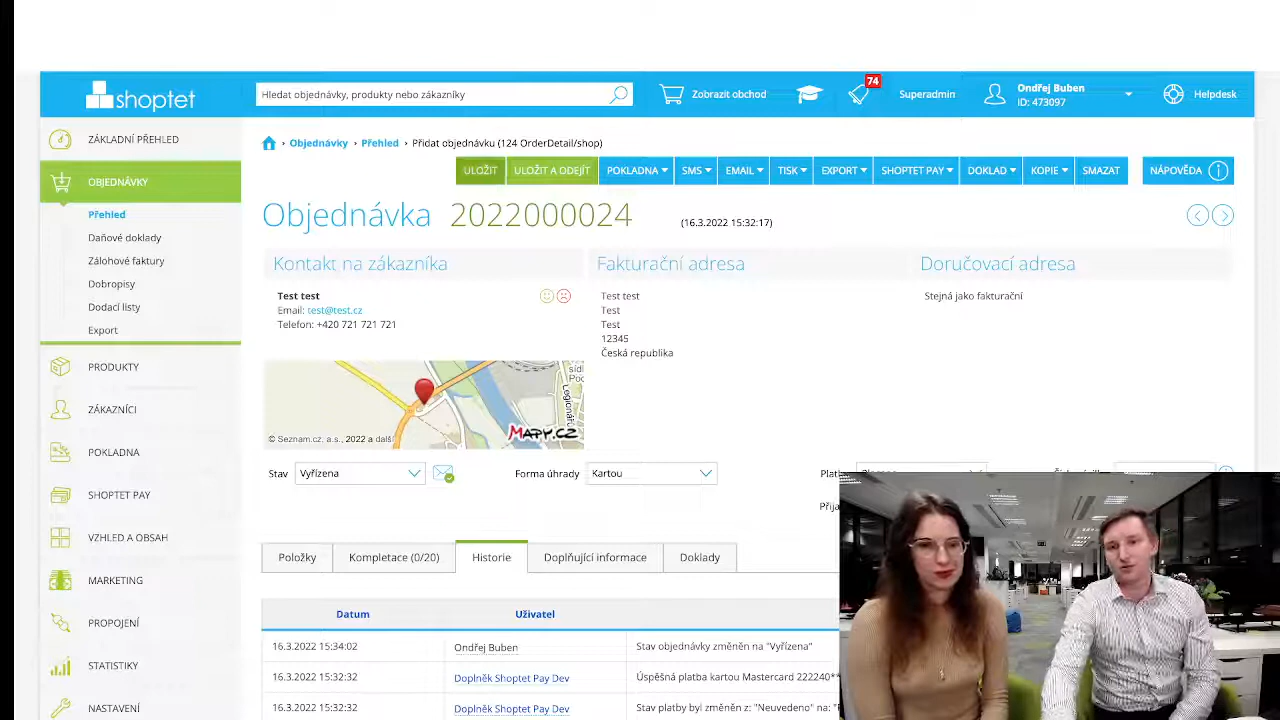 shoptet
Hledat objednávky, produkty nebo zákazníky
Zobrazit obchod
74
Superadmin
Ondřej Buben
ID: 473097
Helpdesk
ZÁKLADNÍ PŘEHLED
OBJEDNÁVKY
Přehled
Daňové doklady
Zálohové faktury
Dobropisy
Dodací listy
Export
PRODUKTY
ZÁKAZNÍCI
POKLADNA
SHOPTET PAY
VZHLED A OBSAH
MARKETING
PROPOJENÍ
STATISTIKY
NASTAVENÍ
› Objednávky › Přehled › Přidat objednávku (124 OrderDetail/shop)
ULOŽIT ULOŽIT A ODEJÍT POKLADNA SMS EMAIL TISK EXPORT SHOPTET PAY DOKLAD KOPIE SMAZAT NÁPOVĚDA
Objednávka 2022000024 (16.3.2022 15:32:17)
Kontakt na zákazníka
Test test
Email: test@test.cz
Telefon: +420 721 721 721
Fakturační adresa
Test test
Test
Test
12345
Česká republika
Doručovací adresa
Stejná jako fakturační
Legionář
© Seznam.cz, a.s., 2022 a další
MAPY.CZ
Stav Vyřízena Forma úhrady Kartou
Položky Kompletace (0/20) Historie Doplňující informace Doklady
Datum Uživatel
16.3.2022 15:34:02 Ondřej Buben Stav objednávky změněn na "Vyřízena"
16.3.2022 15:32:32 Doplněk Shoptet Pay Dev Úspěšná platba kartou Mastercard 222240**
16.3.2022 15:32:32 Doplněk Shoptet Pay Dev Stav platby byl změněn z: "Neuvedeno" na: "